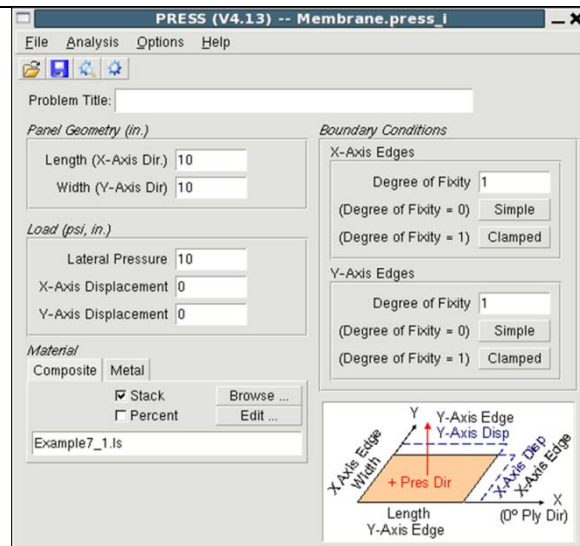 PRESS (V4.13) -- Membrane.press_i
File Analysis Options Help
Problem Title:
Panel Geometry (in.)
Length (X-Axis Dir.) 10
Width (Y-Axis Dir) 10
Load (psi, in.)
Lateral Pressure 10
X-Axis Displacement 0
Y-Axis Displacement 0
Material
Composite Metal
Stack Browse ...
Percent Edit ...
Example7_1.ls
Boundary Conditions
X-Axis Edges
Degree of Fixity 1
(Degree of Fixity = 0) Simple
(Degree of Fixity = 1) Clamped
Y-Axis Edges
Degree of Fixity 1
(Degree of Fixity = 0) Simple
(Degree of Fixity = 1) Clamped
Y
Y-Axis Edge
Y-Axis Disp
X Axis Edge
Width
+ Pres Dir
X-Axis Disp
X-Axis Edge
X
Length
(0º Ply Dir)
Y-Axis Edge